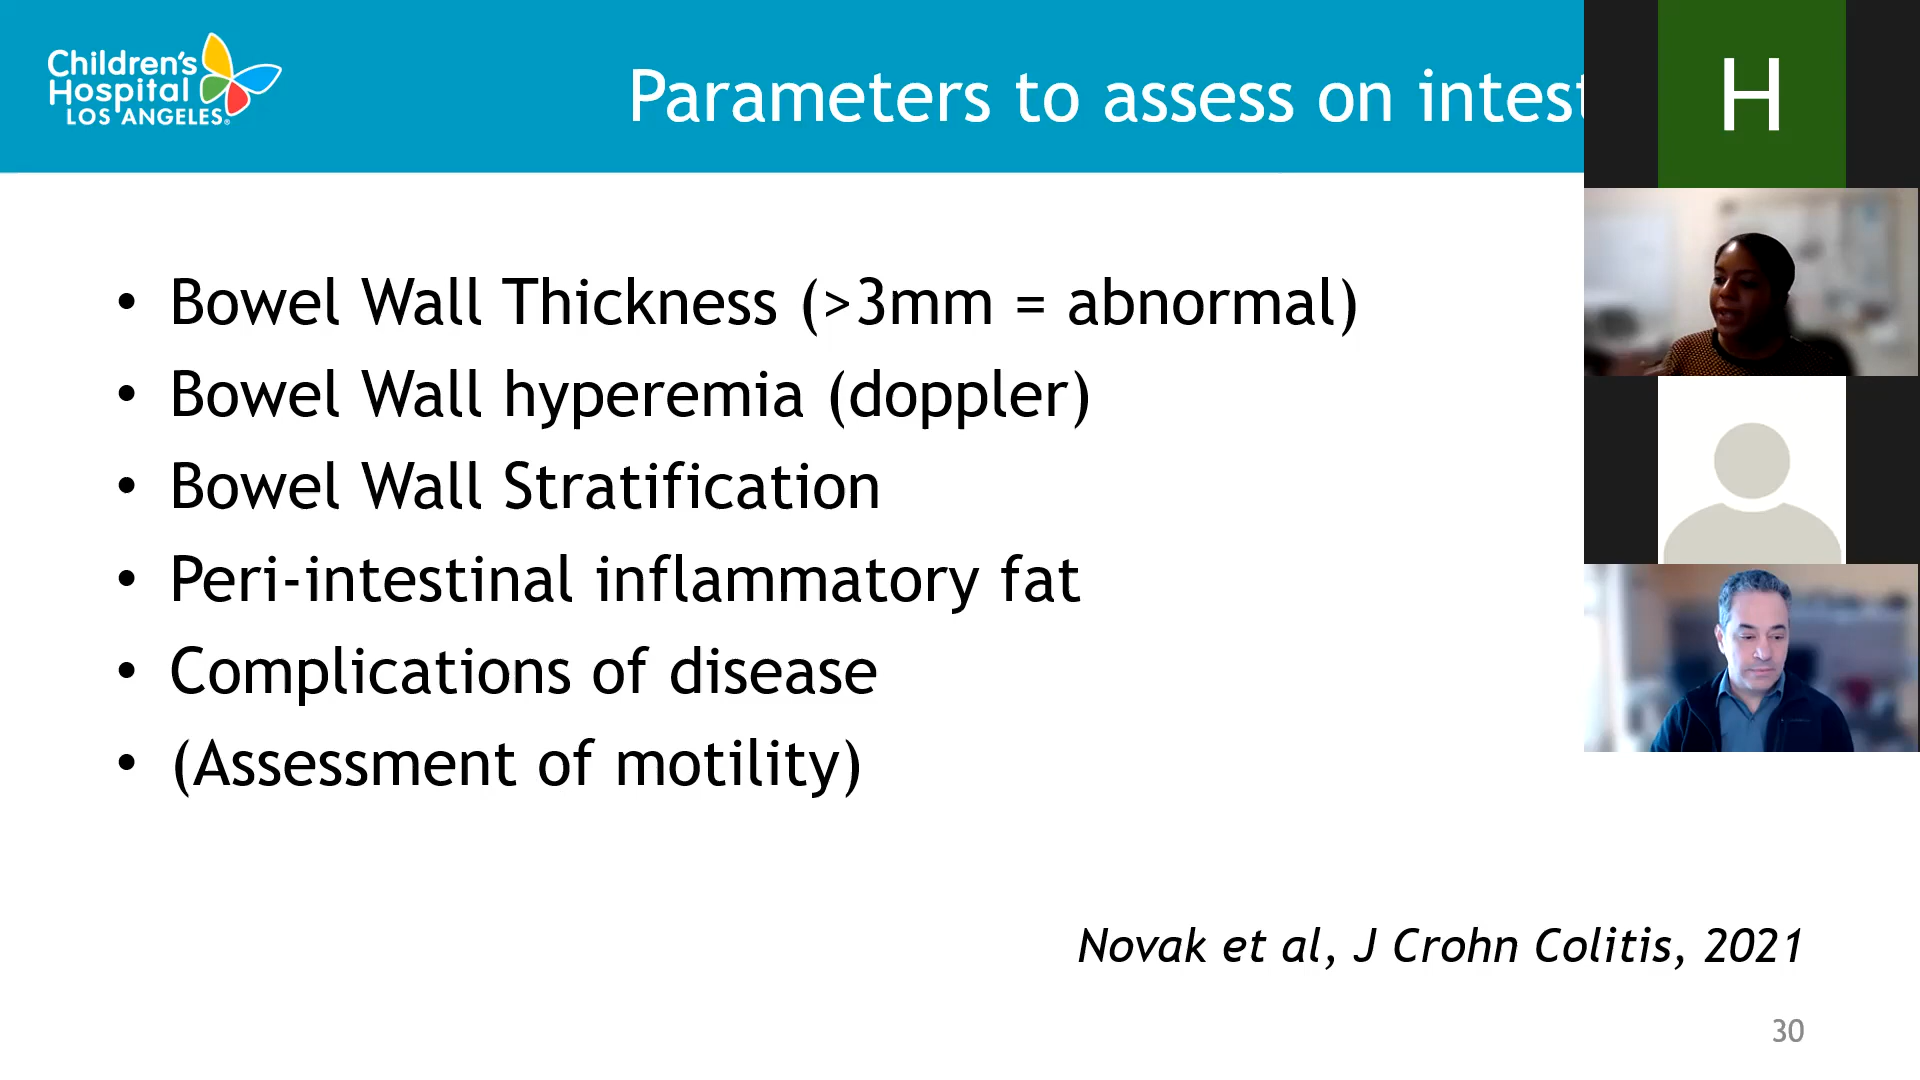 Children's
Hospital
LOS ANGELES®
Parameters to assess on intest
H
• Bowel Wall Thickness (>3mm = abnormal)
• Bowel Wall hyperemia (doppler)
• Bowel Wall Stratification
• Peri-intestinal inflammatory fat
• Complications of disease
• (Assessment of motility)
Novak et al, J Crohn Colitis, 2021
30